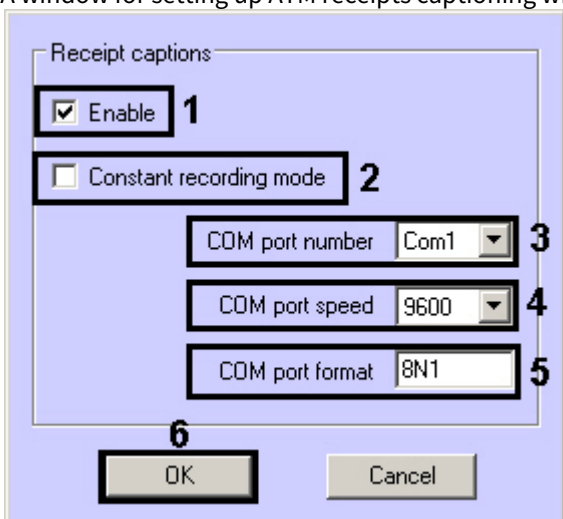 A window for setting up ATM receipts captioning wi
Receipt captions
Enable 1
Constant recording mode 2
COM port number Com1 3
COM port speed 9600 4
COM port format 8N1 5
6
OK Cancel